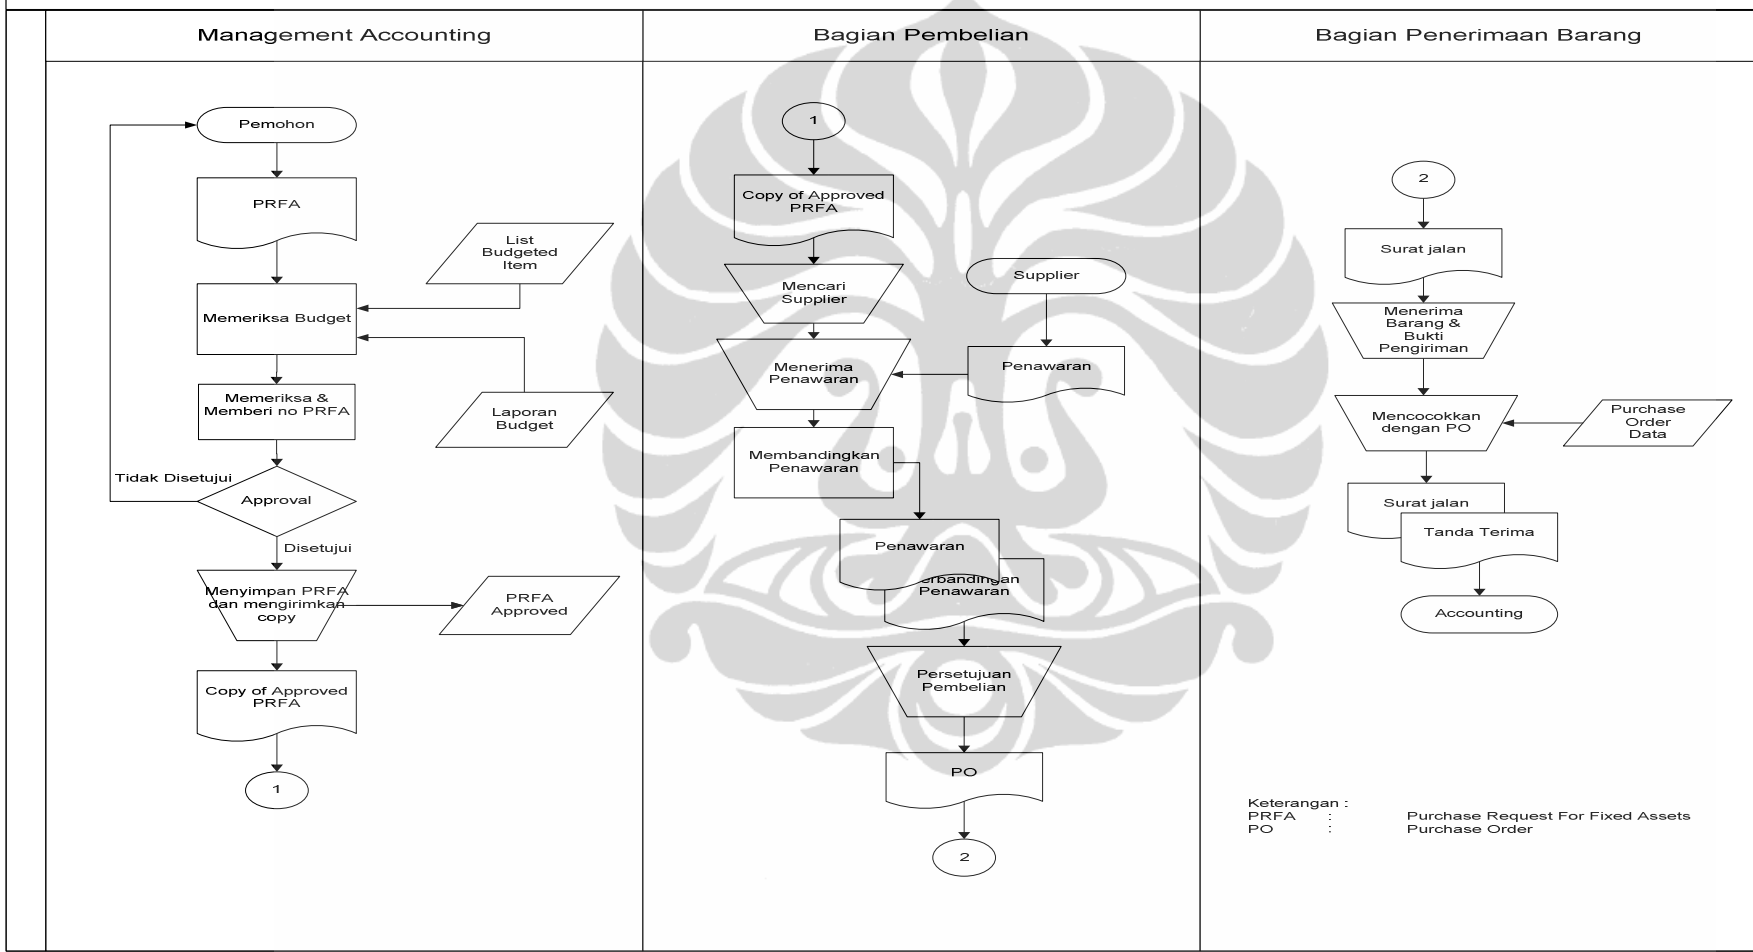 Management Accounting
Pemohon
PRFA
List
Budgeted
Item
Memeriksa Budget
Memeriksa &
Memberi no PRFA
Laporan
Budget
Tidak Disetujui
Approval
Disetujui
Menyimpan PRFA
dan mengirimkan
copy
PRFA
Approved
Copy of Approved
PRFA
1
Bagian Pembelian
1
Copy of Approved
PRFA
Mencari
Supplier
Supplier
Menerima
Penawaran
Penawaran
Membandingkan
Penawaran
Penawaran
erbandingan
Penawaran
Persetujuan
Pembelian
PO
2
Bagian Penerimaan Barang
2
Surat jalan
Menerima
Barang &
Bukti
Pengiriman
Mencocokkan
dengan PO
Purchase
Order
Data
Surat jalan
Tanda Terima
Accounting
Keterangan :
PRFA : Purchase Request For Fixed Assets
PO : Purchase Order